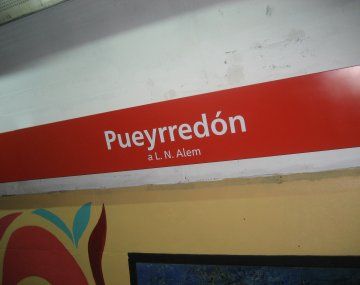 Pueyrredón
a L. N. Alem